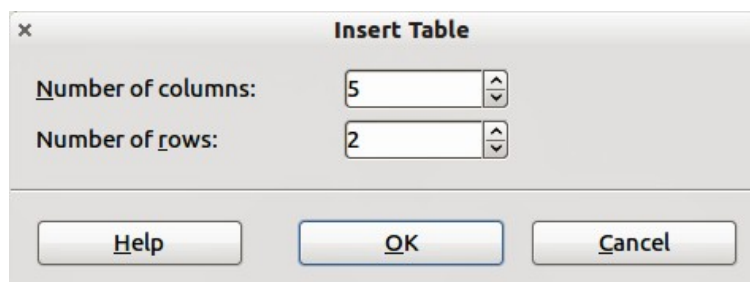 Insert Table
Number of columns: 5
Number of rows: 2
Help OK Cancel